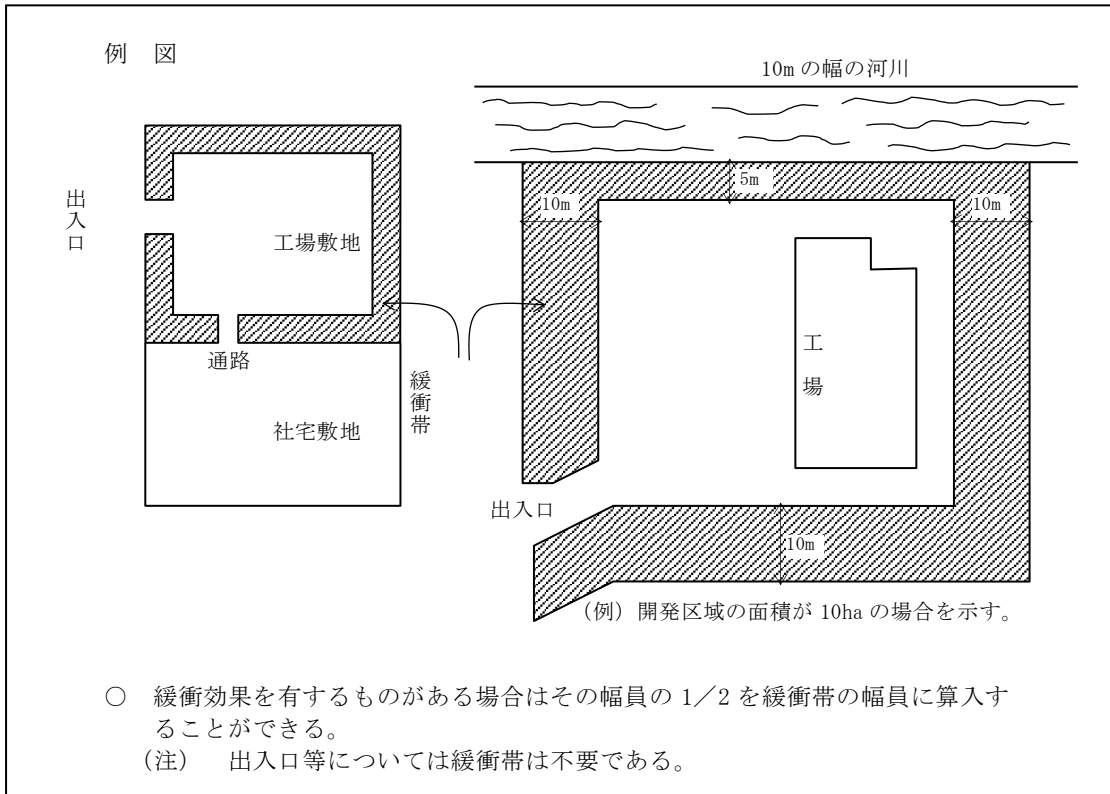 例　図
10m の幅の河川
出入口
工場敷地
通路
社宅敷地
緩衝帯
5m
10m
10m
工場
出入口
10m
（例）開発区域の面積が 10ha の場合を示す。
○　緩衝効果を有するものがある場合はその幅員の 1／2 を緩衝帯の幅員に算入す
ることができる。
（注）　出入口等については緩衝帯は不要である。